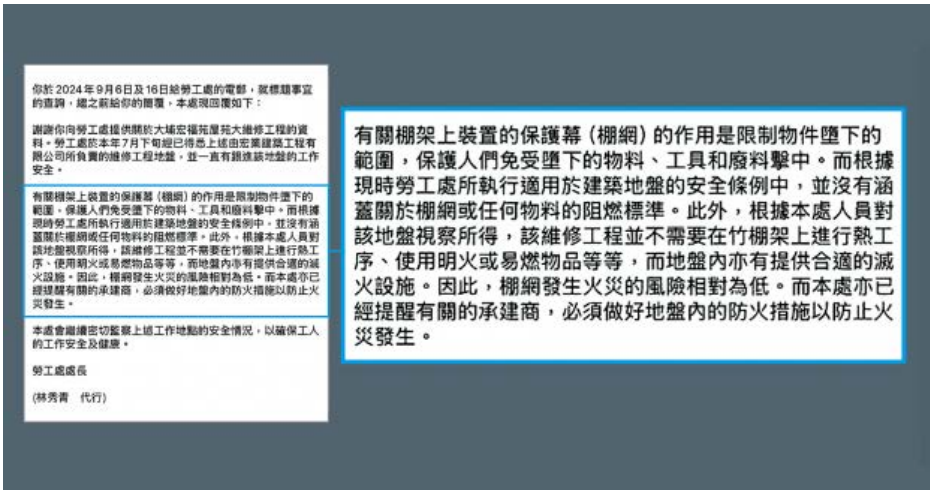 你於2024年9月6日及16日給勞工處的電郵，就標題事宜
的查詢，繼之前給你的簡覆，本處現回覆如下：
謝謝你向勞工處提供關於大埔宏福苑屋苑大維修工程的資
料。勞工處於本年7月下旬經已得悉上述由宏業建築工程有
限公司所負責的維修工程地盤，並一直有跟進該地盤的工作
安全。
有關棚架上裝置的保護幕（棚網）的作用是限制物件墮下的
範圍，保護人們免受墮下的物料、工具和廢料擊中。而根據
現時勞工處所執行適用於建築地盤的安全條例中，並沒有涵
蓋關於棚網或任何物料的阻燃標準。此外，根據本處人員對
該地盤視察所得，該維修工程並不需要在竹棚架上進行熱工
序、使用明火或易燃物品等等，而地盤內亦有提供合適的滅
火設施。因此，棚網發生火災的風險相對為低。而本處亦已
經提醒有關的承建商，必須做好地盤內的防火措施以防止火
災發生。
本處會繼續密切監察上述工作地點的安全情況，以確保工人
的工作安全及健康。
勞工處處長
(林秀青 代行)
有關棚架上裝置的保護幕（棚網）的作用是限制物件墮下的
範圍，保護人們免受墮下的物料、工具和廢料擊中。而根據
現時勞工處所執行適用於建築地盤的安全條例中，並沒有涵
蓋關於棚網或任何物料的阻燃標準。此外，根據本處人員對
該地盤視察所得，該維修工程並不需要在竹棚架上進行熱工
序、使用明火或易燃物品等等，而地盤內亦有提供合適的滅
火設施。因此，棚網發生火災的風險相對為低。而本處亦已
經提醒有關的承建商，必須做好地盤內的防火措施以防止火
災發生。